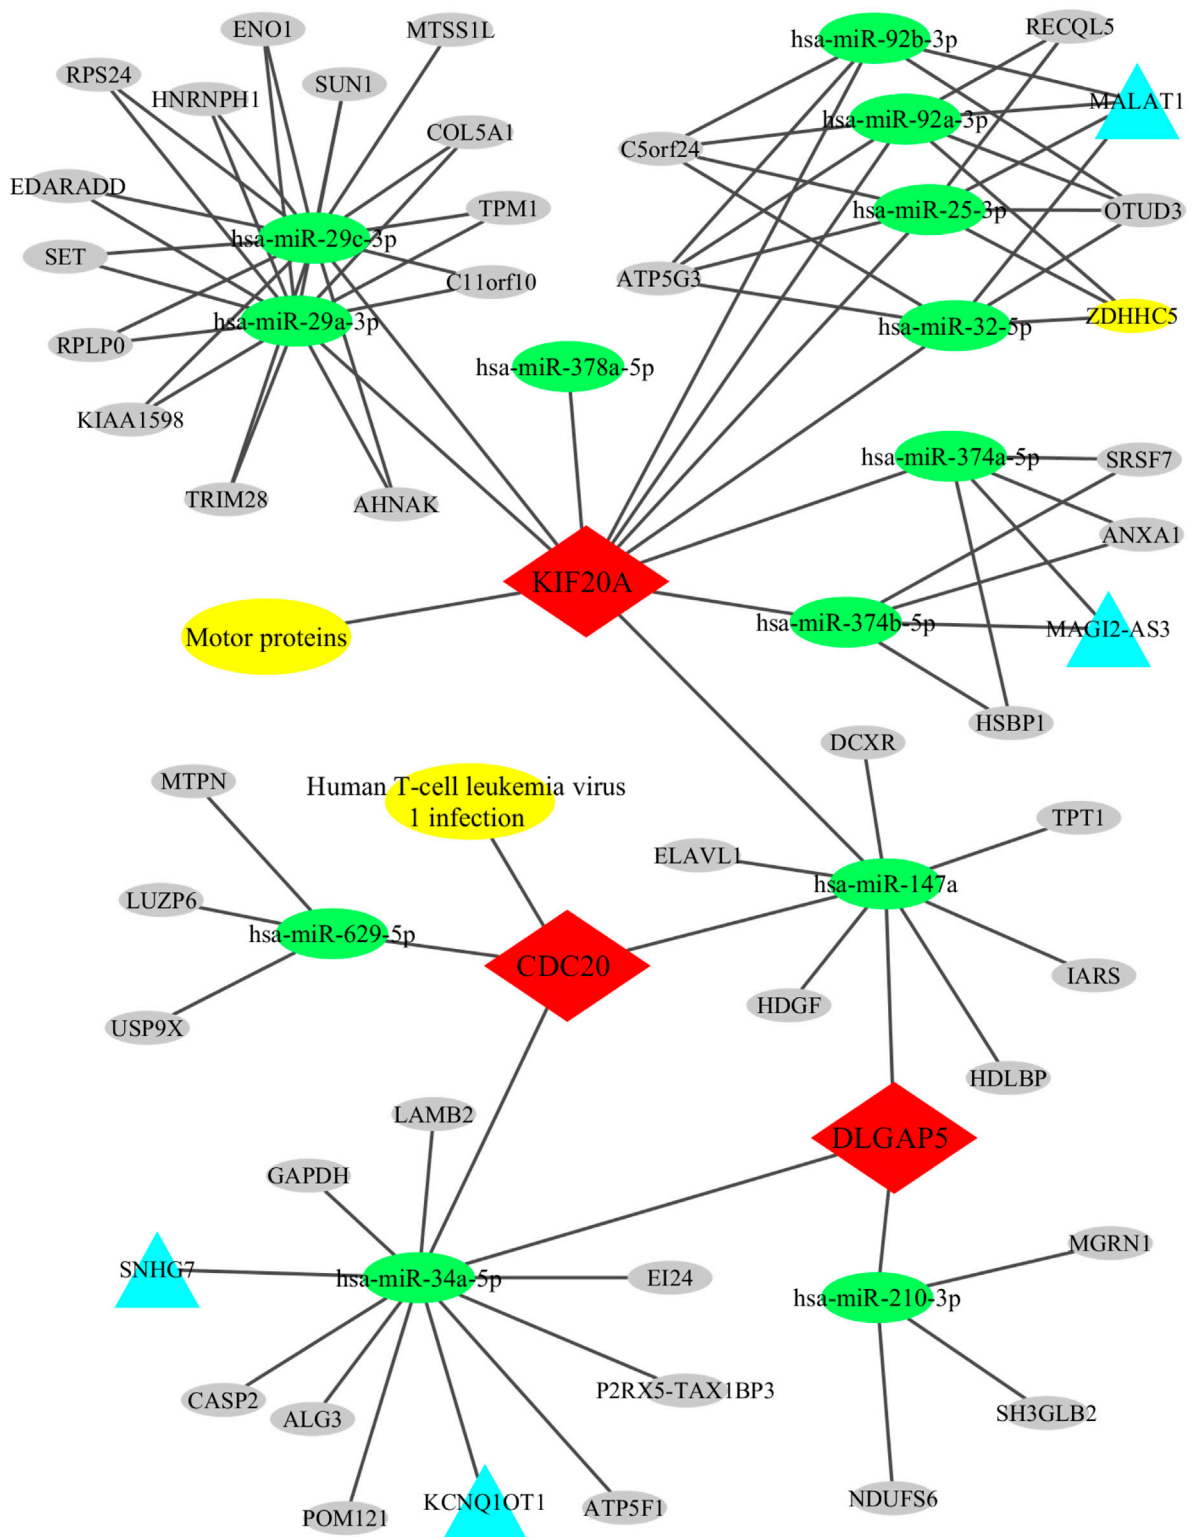 ENO1
MTSS1L
hsa-miR-92b-3p
RECQL5
RPS24
HNRNPH1
SUN1
MALAT1
hsa-miR-92a-3p
COL5A1
C5orf24
EDARADD
TPM1
hsa-miR-25-3p
OTUD3
hsa-miR-29c-3p
SET
C11orf10
ATP5G3
hsa-miR-29a-3p
hsa-miR-32-5p
ZDHHC5
RPLP0
hsa-miR-378a-5p
KIAA1598
hsa-miR-374a-5p
SRSF7
TRIM28
AHNAK
ANXA1
KIF20A
Motor proteins
hsa-miR-374b-5p
MAGI2-AS3
HSBP1
DCXR
MTPN
Human T-cell leukemia virus
1 infection
TPT1
ELAVL1
hsa-miR-147a
LUZP6
hsa-miR-629-5p
CDC20
IARS
HDGF
USP9X
HDLBP
LAMB2
DLGAP5
GAPDH
MGRN1
SNHG7
hsa-miR-34a-5p
EI24
hsa-miR-210-3p
CASP2
ALG3
P2RX5-TAX1BP3
SH3GLB2
POM121
KCNQ1OT1
ATP5F1
NDUFS6